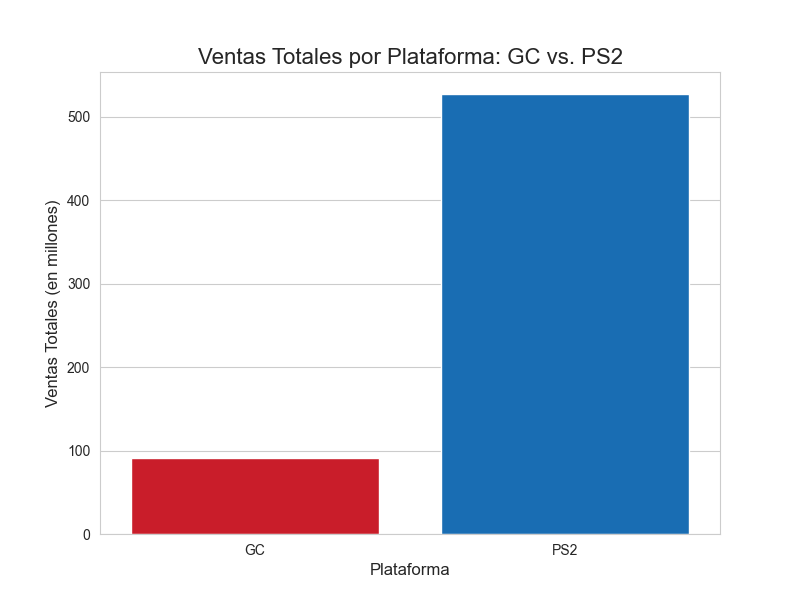 Ventas Totales por Plataforma: GC vs. PS2
Ventas Totales (en millones)
500
400
300
200
100
0
GC PS2
Plataforma